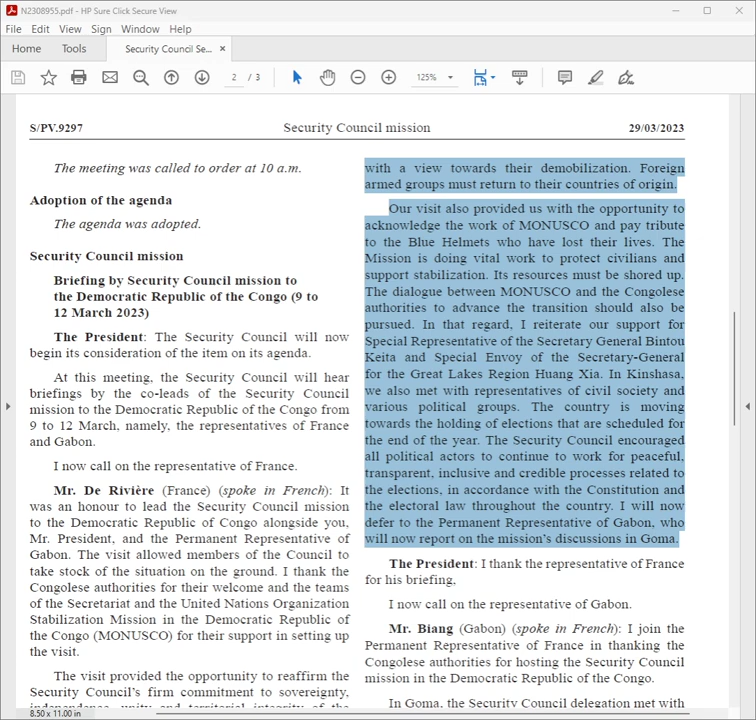 N2308955.pdf - HP Sure Click Secure View
File Edit View Sign Window Help
Home Tools Security Council Se... ×
2 / 3 125%
S/PV.9297 Security Council mission 29/03/2023
The meeting was called to order at 10 a.m.
Adoption of the agenda
The agenda was adopted.
Security Council mission
Briefing by Security Council mission to
the Democratic Republic of the Congo (9 to
12 March 2023)
The President: The Security Council will now
begin its consideration of the item on its agenda.
At this meeting, the Security Council will hear
briefings by the co-leads of the Security Council
mission to the Democratic Republic of the Congo from
9 to 12 March, namely, the representatives of France
and Gabon.
I now call on the representative of France.
Mr. De Rivière (France) (spoke in French): It
was an honour to lead the Security Council mission
to the Democratic Republic of Congo alongside you,
Mr. President, and the Permanent Representative of
Gabon. The visit allowed members of the Council to
take stock of the situation on the ground. I thank the
Congolese authorities for their welcome and the teams
of the Secretariat and the United Nations Organization
Stabilization Mission in the Democratic Republic of
the Congo (MONUSCO) for their support in setting up
the visit.
The visit provided the opportunity to reaffirm the
Security Council's firm commitment to sovereignty,
independence, unity and territorial integrity of the
with a view towards their demobilization. Foreign
armed groups must return to their countries of origin.
Our visit also provided us with the opportunity to
acknowledge the work of MONUSCO and pay tribute
to the Blue Helmets who have lost their lives. The
Mission is doing vital work to protect civilians and
support stabilization. Its resources must be shored up.
The dialogue between MONUSCO and the Congolese
authorities to advance the transition should also be
pursued. In that regard, I reiterate our support for
Special Representative of the Secretary General Bintou
Keita and Special Envoy of the Secretary-General
for the Great Lakes Region Huang Xia. In Kinshasa,
we also met with representatives of civil society and
various political groups. The country is moving
towards the holding of elections that are scheduled for
the end of the year. The Security Council encouraged
all political actors to continue to work for peaceful,
transparent, inclusive and credible processes related to
the elections, in accordance with the Constitution and
the electoral law throughout the country. I will now
defer to the Permanent Representative of Gabon, who
will now report on the mission's discussions in Goma.
The President: I thank the representative of France
for his briefing,
I now call on the representative of Gabon.
Mr. Biang (Gabon) (spoke in French): I join the
Permanent Representative of France in thanking the
Congolese authorities for hosting the Security Council
mission in the Democratic Republic of the Congo.
In Goma, the Security Council delegation met with
8.50 x 11.00 in